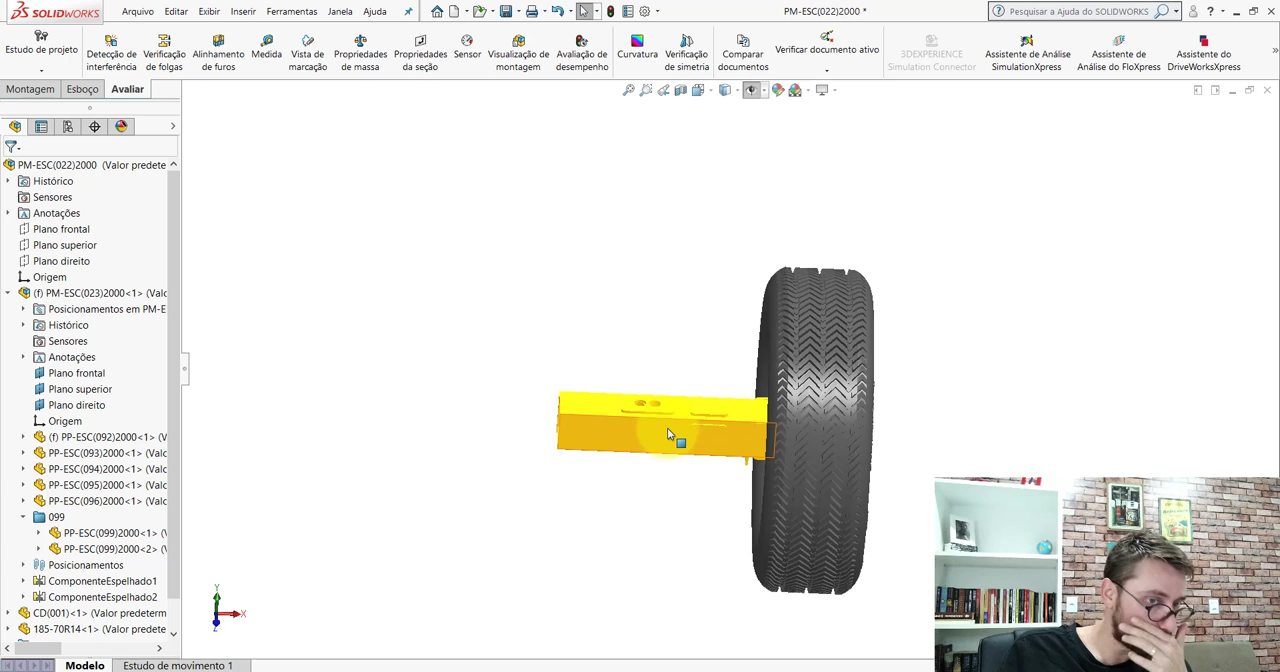 SOLIDWORKS Arquivo Editar Exibir Inserir Ferramentas Janela Ajuda PM-ESC(022)2000 * Pesquisar a Ajuda do SOLIDWORKS ?
Estudo de projeto
Detecção de interferência
Verificação de folgas
Alinhamento de furos
Medida
Vista de marcação
Propriedades de massa
Propriedades da seção
Sensor
Visualização de montagem
Avaliação de desempenho
Curvatura
Verificação de simetria
Comparar documentos
Verificar documento ativo
3DEXPERIENCE Simulation Connector
Assistente de Análise SimulationXpress
Assistente de Análise do FloXpress
Assistente do DriveWorksXpress
Montagem Esboço Avaliar
PM-ESC(022)2000 (Valor predete
Histórico
Sensores
Anotações
Plano frontal
Plano superior
Plano direito
Origem
(f) PM-ESC(023)2000<1> (Valc
Posicionamentos em PM-E
Histórico
Sensores
Anotações
Plano frontal
Plano superior
Plano direito
Origem
(f) PP-ESC(092)2000<1> (V
PP-ESC(093)2000<1> (Valc
PP-ESC(094)2000<1> (Valc
PP-ESC(095)2000<1> (Valc
PP-ESC(096)2000<1> (Valc
099
PP-ESC(099)2000<1> (V
PP-ESC(099)2000<2> (V
Posicionamentos
ComponenteEspelhado1
ComponenteEspelhado2
CD(001)<1> (Valor predeterm
185-70R14<1> (Valor predete
Y
X
Z
Modelo Estudo de movimento 1